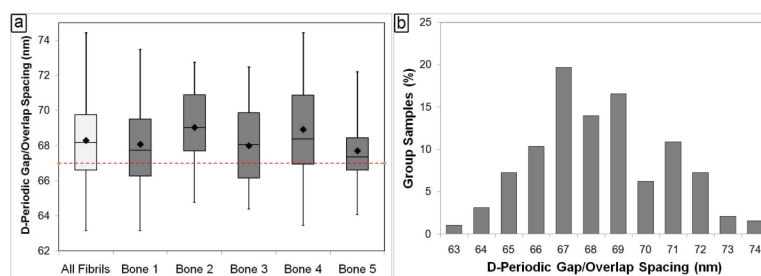 a
D-Periodic Gap/Overlap Spacing (nm)
74
72
70
68
66
64
62
All Fibrils Bone 1 Bone 2 Bone 3 Bone 4 Bone 5
b
Group Samples (%)
25
20
15
10
5
0
63 64 65 66 67 68 69 70 71 72 73 74
D-Periodic Gap/Overlap Spacing (nm)